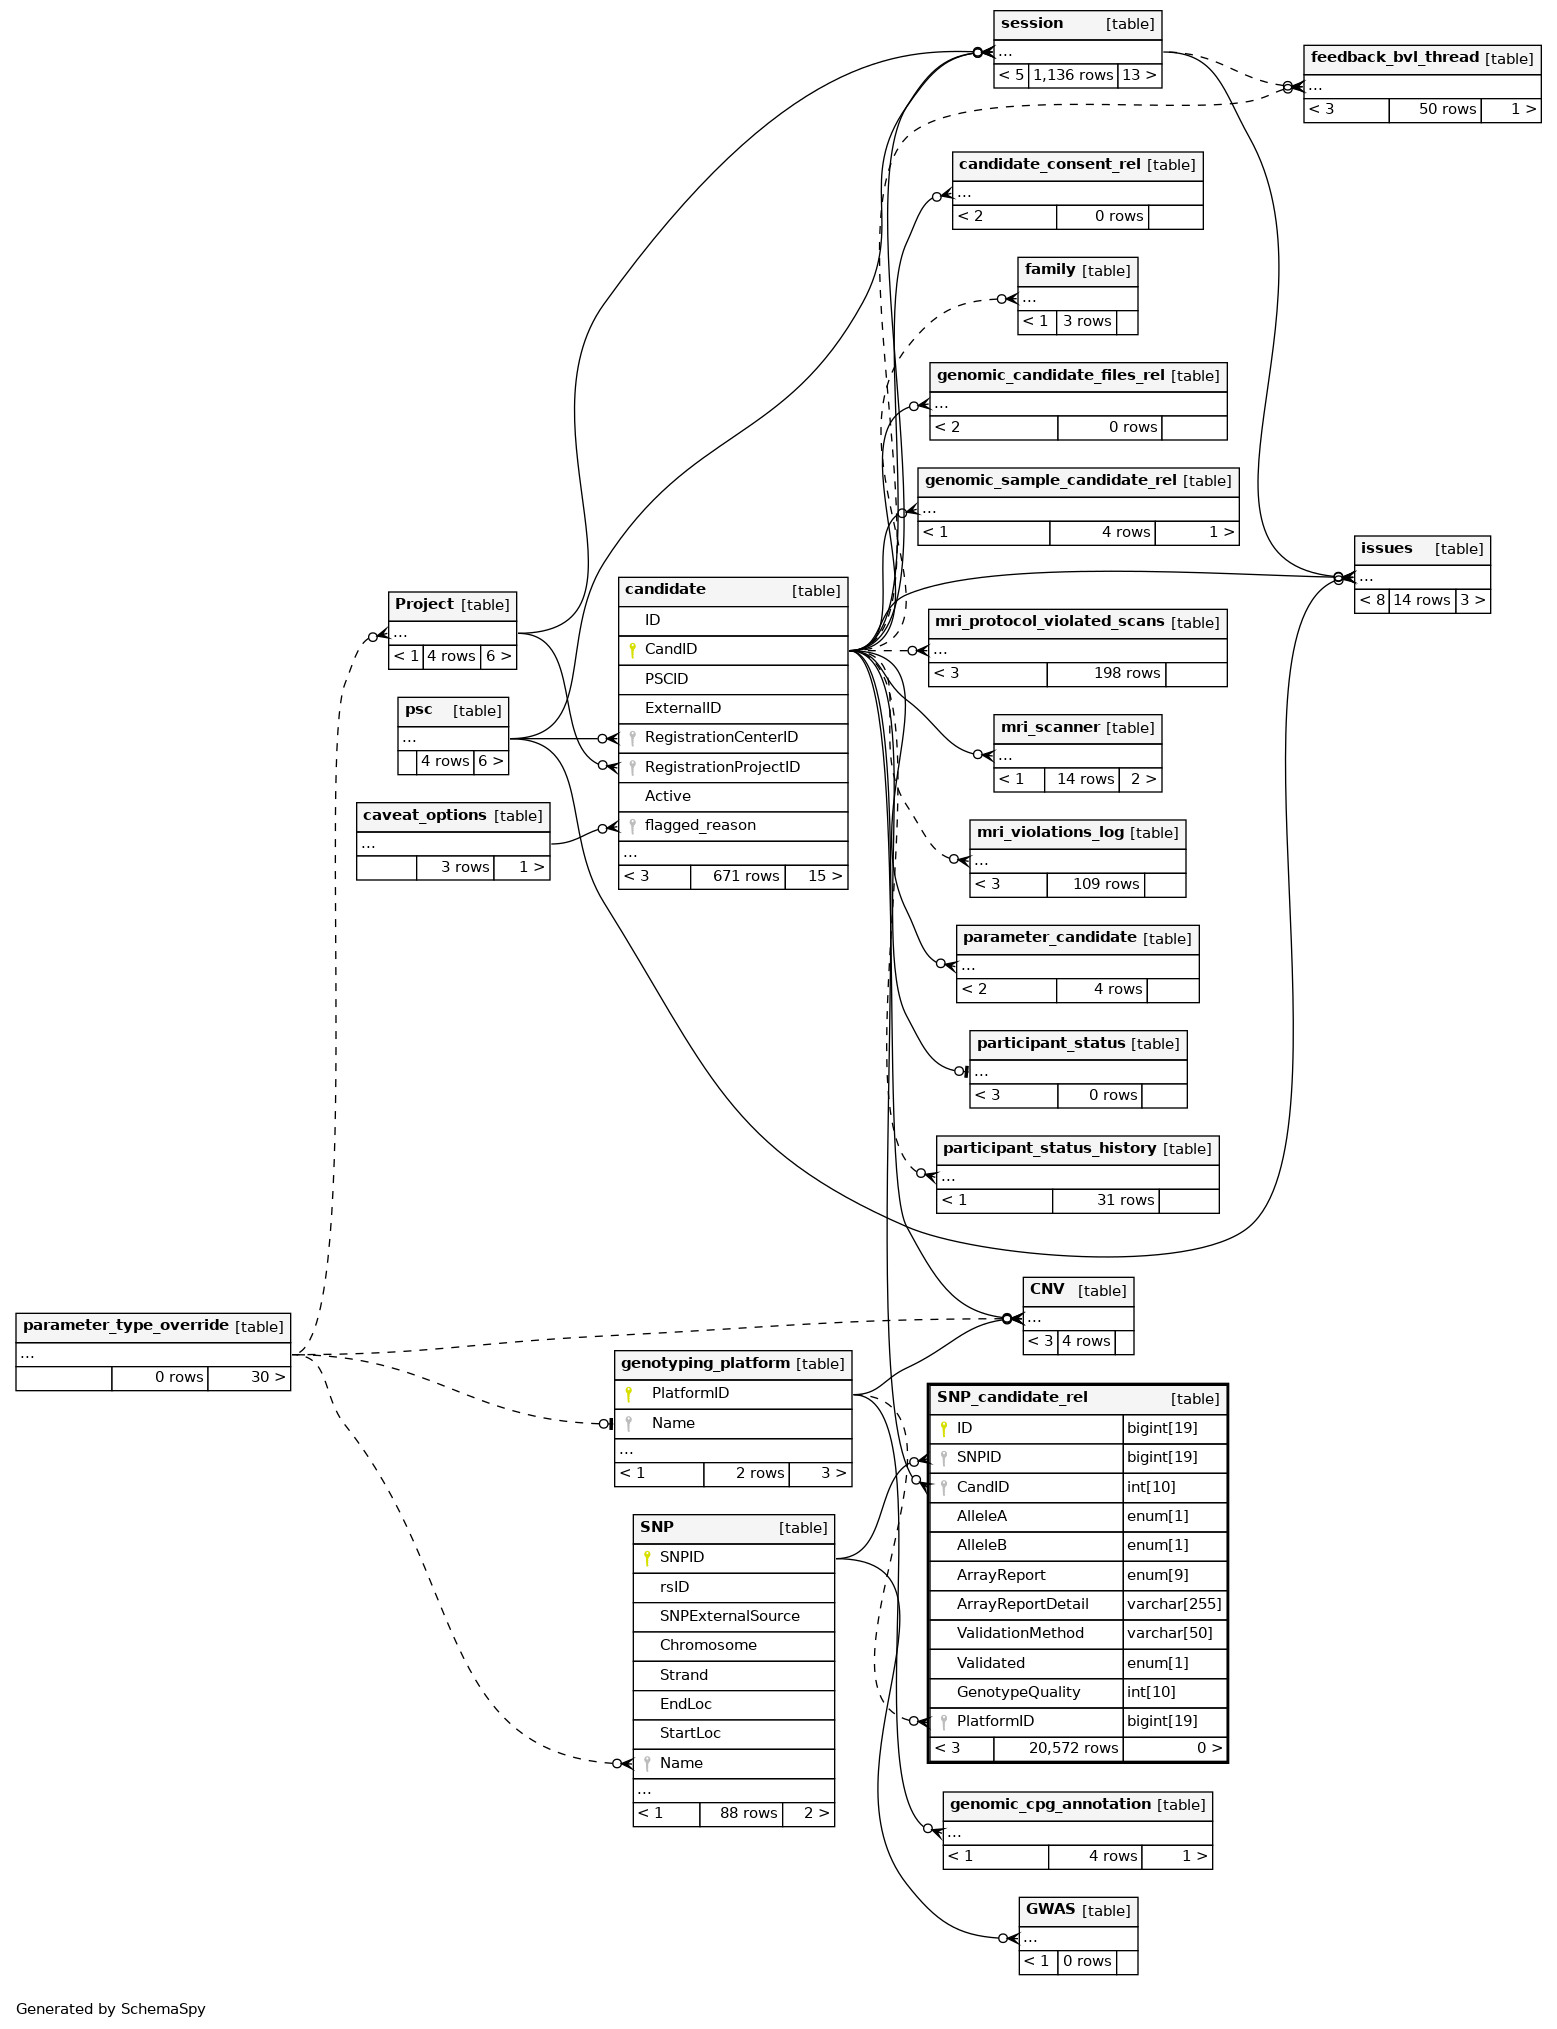 session [table]
...
< 5 1,136 rows 13 >
feedback_bvl_thread [table]
...
< 3 50 rows 1 >
candidate_consent_rel [table]
...
< 2 0 rows
family [table]
...
< 1 3 rows
genomic_candidate_files_rel [table]
...
< 2 0 rows
genomic_sample_candidate_rel [table]
...
< 1 4 rows 1 >
issues [table]
...
< 8 14 rows 3 >
Project [table]
...
< 1 4 rows 6 >
psc [table]
...
4 rows 6 >
caveat_options [table]
...
3 rows 1 >
candidate [table]
ID
CandID
PSCID
ExternalID
RegistrationCenterID
RegistrationProjectID
Active
flagged_reason
...
< 3 671 rows 15 >
mri_protocol_violated_scans [table]
...
< 3 198 rows
mri_scanner [table]
...
< 1 14 rows 2 >
mri_violations_log [table]
...
< 3 109 rows
parameter_candidate [table]
...
< 2 4 rows
participant_status [table]
...
< 3 0 rows
participant_status_history [table]
...
< 1 31 rows
CNV [table]
...
< 3 4 rows
parameter_type_override [table]
...
0 rows 30 >
genotyping_platform [table]
PlatformID
Name
...
< 1 2 rows 3 >
SNP [table]
SNPID
rsID
SNPExternalSource
Chromosome
Strand
EndLoc
StartLoc
Name
...
< 1 88 rows 2 >
SNP_candidate_rel [table]
ID bigint[19]
SNPID bigint[19]
CandID int[10]
AlleleA enum[1]
AlleleB enum[1]
ArrayReport enum[9]
ArrayReportDetail varchar[255]
ValidationMethod varchar[50]
Validated enum[1]
GenotypeQuality int[10]
PlatformID bigint[19]
< 3 20,572 rows 0 >
genomic_cpg_annotation [table]
...
< 1 4 rows 1 >
GWAS [table]
...
< 1 0 rows
Generated by SchemaSpy